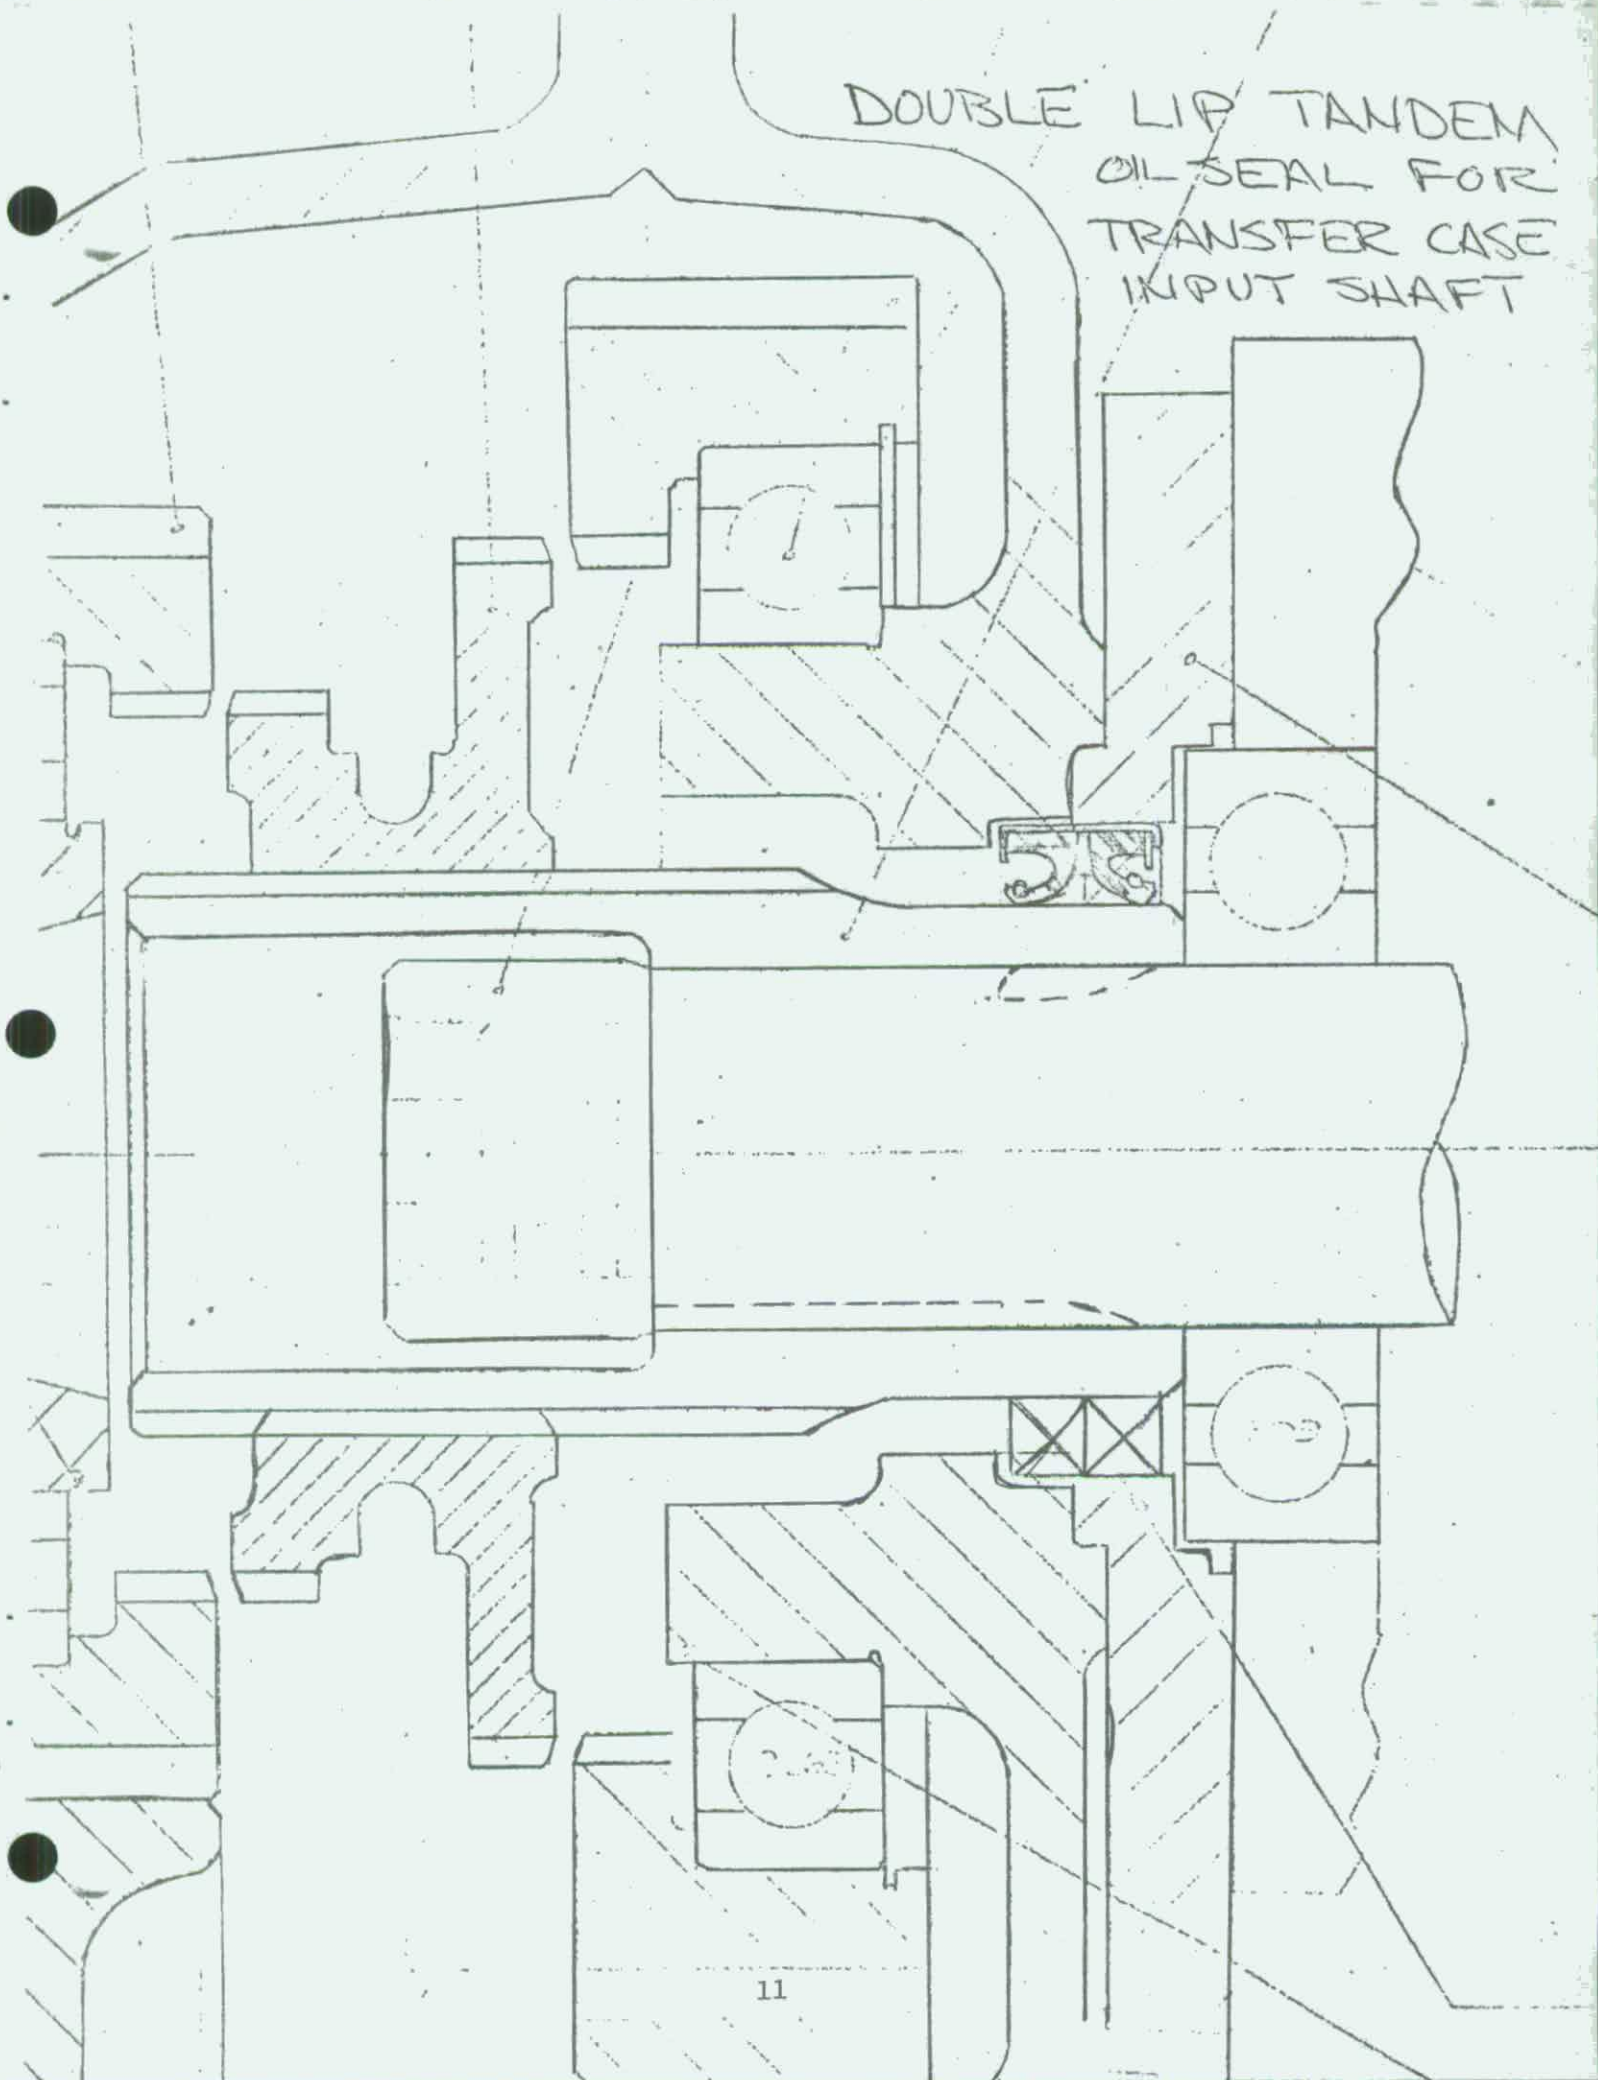 DOUBLE LIP TANDEM
OIL SEAL FOR
TRANSFER CASE
INPUT SHAFT
11